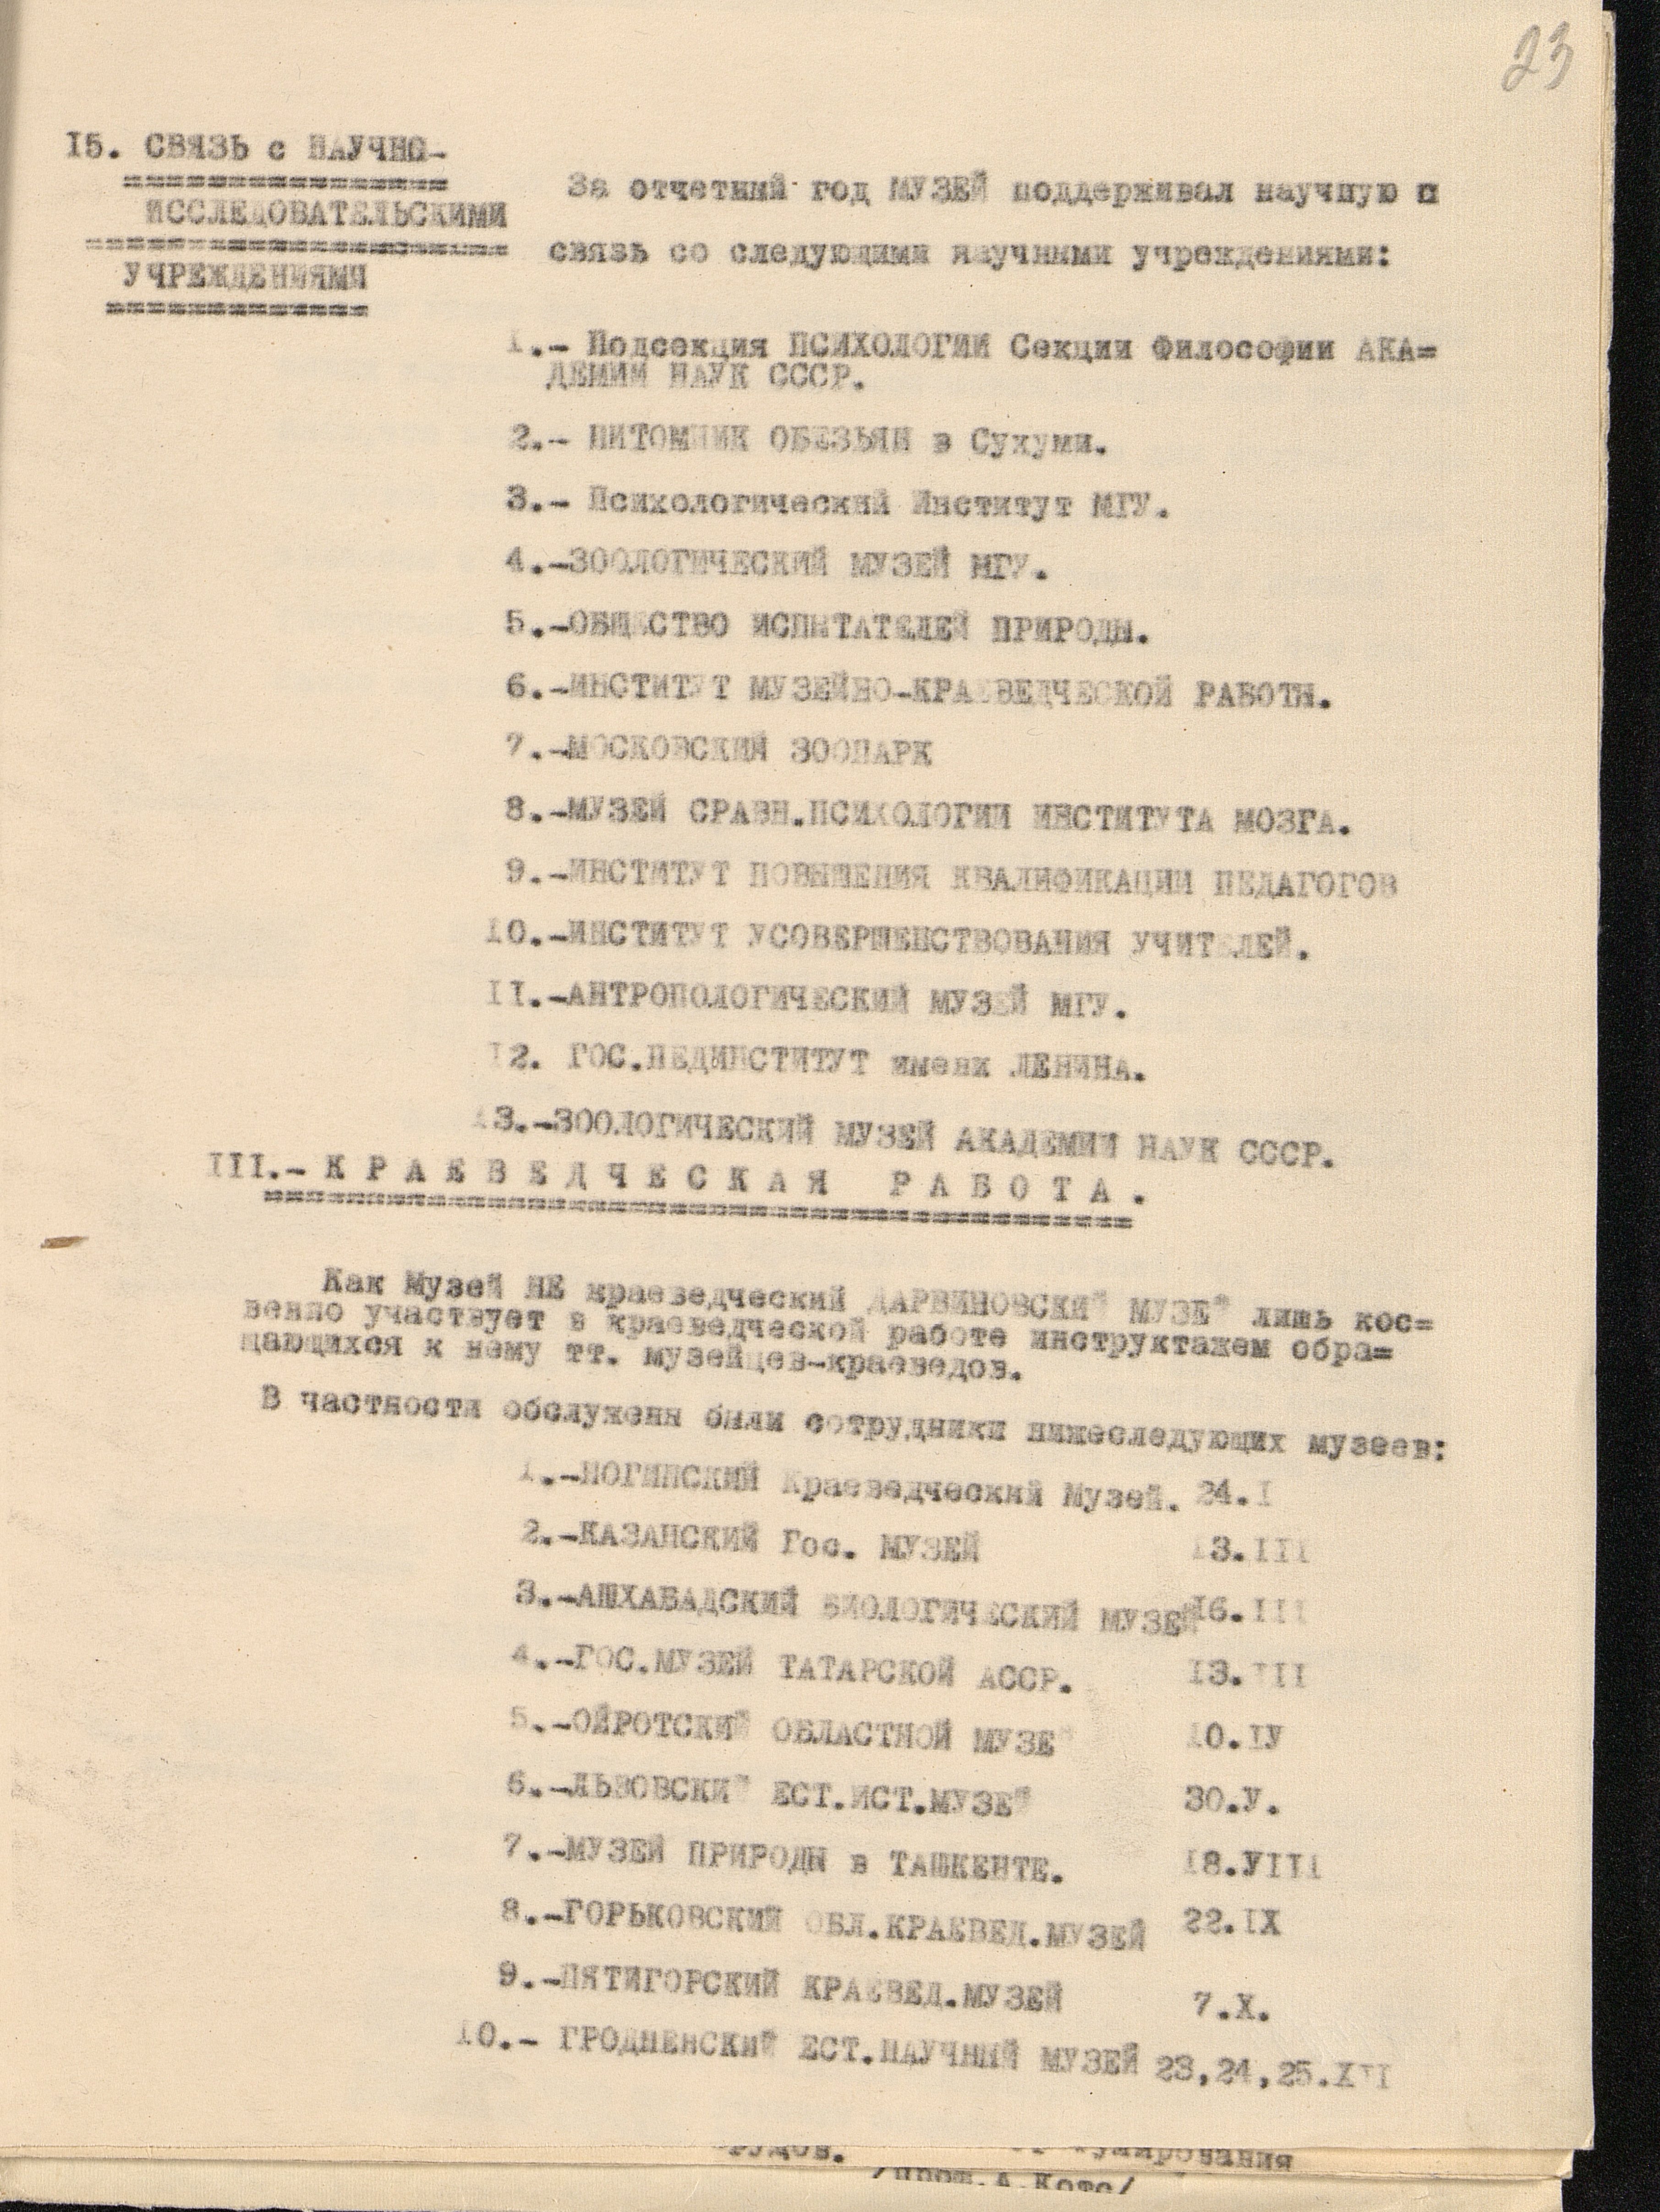 23
15. СВЯЗЬ с НАУЧНО-
ИССЛЕДОВАТЕЛЬСКИМИ
УЧРЕЖДЕНИЯМИ
За отчетный год МУЗЕЙ поддерживал научную п
связь со следующими научными учреждениями:
1.- Подсекция ПСИХОЛОГИИ Секции Философии АКА=
ДЕМИИ НАУК СССР.
2.- ПИТОМНИК ОБЕЗЬЯН в Сухуми.
3.- Психологический Институт МГУ.
4.-ЗООЛОГИЧЕСКИЙ МУЗЕЙ МГУ.
5.-ОБЩЕСТВО ИСПЫТАТЕЛЕЙ ПРИРОДЫ.
6.-ИНСТИТУТ МУЗЕЙНО-КРАЕВЕДЧЕСКОЙ РАБОТЫ.
7.-МОСКОВСКИЙ ЗООПАРК
8.-МУЗЕЙ СРАВН.ПСИХОЛОГИИ ИНСТИТУТА МОЗГА.
9.-ИНСТИТУТ ПОВЫШЕНИЯ КВАЛИФИКАЦИИ ПЕДАГОГОВ
10.-ИНСТИТУТ УСОВЕРШЕНСТВОВАНИЯ УЧИТЕЛЕЙ.
II.-АНТРОПОЛОГИЧЕСКИЙ МУЗЕЙ МГУ.
12. ГОС.ПЕДИНСТИТУТ имени ЛЕНИНА.
13.-ЗООЛОГИЧЕСКИЙ МУЗЕЙ АКАДЕМИИ НАУК СССР.
III.- К Р А Е В Е Д Ч Е С К А Я Р А Б О Т А .
Как Музей НЕ краеведческий ДАРВИНОВСКИЙ МУЗЕЙ лишь кос=
венно участвует в краеведческой работе инструктажем обра=
щающихся к нему тт. музейцев-краеведов.
В частности обслужены были сотрудники нижеследующих музеев:
1.-НОГИНСКИЙ Краеведческий Музей. 24.I
2.-КАЗАНСКИЙ Гос. МУЗЕЙ 13.III
3.-АШХАБАДСКИЙ БИОЛОГИЧЕСКИЙ МУЗЕЙ 16.III
4.-ГОС.МУЗЕЙ ТАТАРСКОЙ АССР. 13.III
5.-ОЙРОТСКИЙ ОБЛАСТНОЙ МУЗЕЙ 10.IУ
6.-ЛЬВОВСКИЙ ЕСТ.ИСТ.МУЗЕЙ 30.У.
7.-МУЗЕЙ ПРИРОДЫ в ТАШКЕНТЕ. 18.УIII
8.-ГОРЬКОВСКИЙ ОБЛ.КРАЕВЕД.МУЗЕЙ 22.IX
9.-ПЯТИГОРСКИЙ КРАЕВЕД.МУЗЕЙ 7.X.
10.- ГРОДНЕНСКИЙ ЕСТ.НАУЧНЫЙ МУЗЕЙ 23,24,25.XII
/проф.А.Котс/